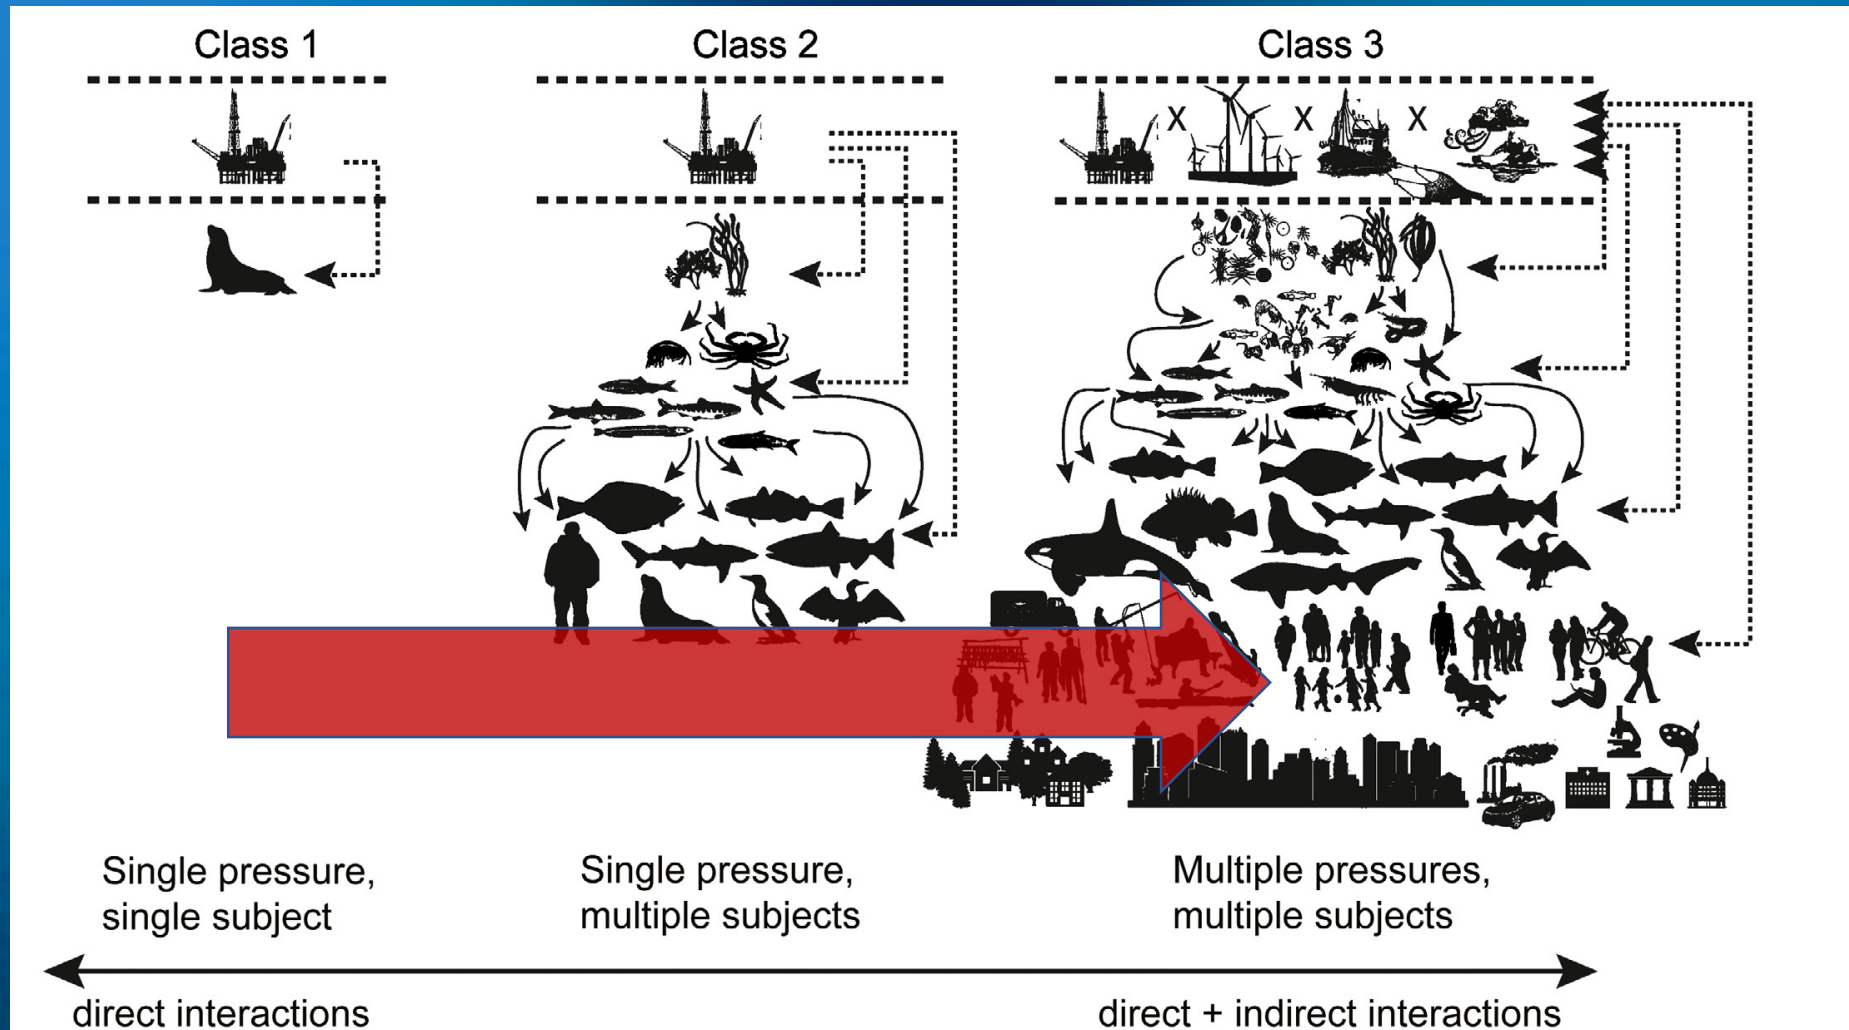 Class 1
Class 2
Class 3
X X X
Single pressure,
single subject
Single pressure,
multiple subjects
Multiple pressures,
multiple subjects
direct interactions
direct + indirect interactions